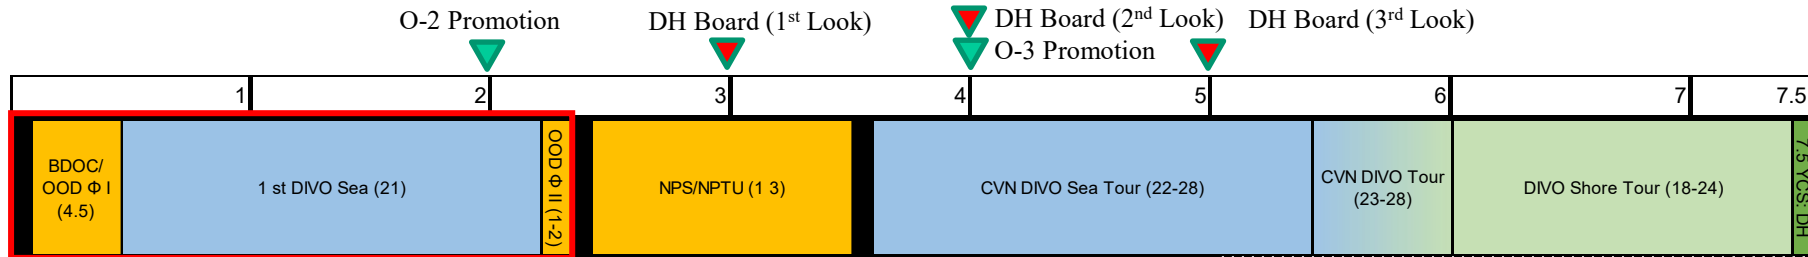 O-2 Promotion
DH Board (1st Look)
DH Board (2nd Look)
DH Board (3rd Look)
O-3 Promotion
1
2
3
4
5
6
7
7.5
BDOC/
OOD Φ I
(4.5)
1 st DIVO Sea (21)
OOD Φ II (1-2)
NPS/NPTU (1 3)
CVN DIVO Sea Tour (22-28)
CVN DIVO Tour
(23-28)
DIVO Shore Tour (18-24)
7.5 YCS: DH